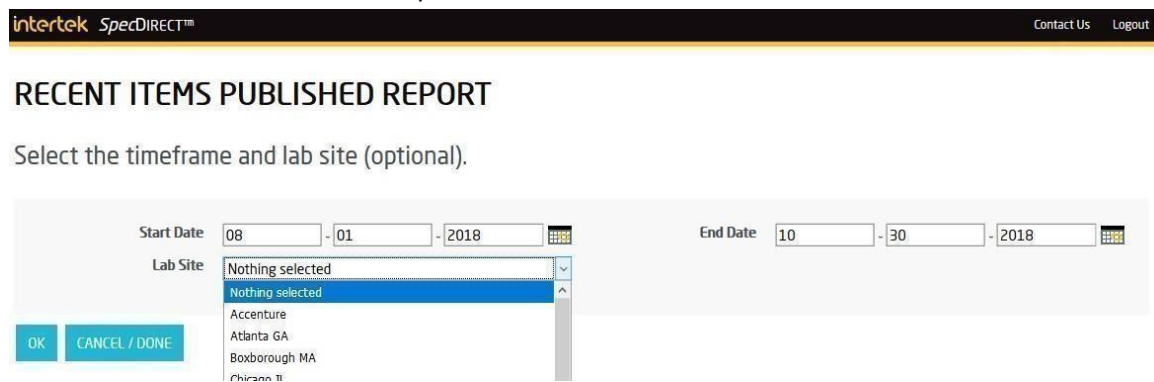 intertek SpecDIRECT™ Contact Us Logout
RECENT ITEMS PUBLISHED REPORT
Select the timeframe and lab site (optional).
Start Date 08 - 01 - 2018 End Date 10 - 30 - 2018
Lab Site Nothing selected
Nothing selected
Accenture
Atlanta GA
OK CANCEL / DONE
Boxborough MA
Chicago IL